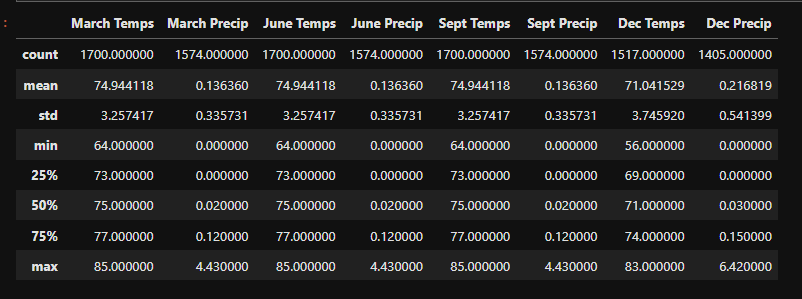 :
March Temps March Precip June Temps June Precip Sept Temps Sept Precip Dec Temps Dec Precip
count 1700.000000 1574.000000 1700.000000 1574.000000 1700.000000 1574.000000 1517.000000 1405.000000
mean 74.944118 0.136360 74.944118 0.136360 74.944118 0.136360 71.041529 0.216819
std 3.257417 0.335731 3.257417 0.335731 3.257417 0.335731 3.745920 0.541399
min 64.000000 0.000000 64.000000 0.000000 64.000000 0.000000 56.000000 0.000000
25% 73.000000 0.000000 73.000000 0.000000 73.000000 0.000000 69.000000 0.000000
50% 75.000000 0.020000 75.000000 0.020000 75.000000 0.020000 71.000000 0.030000
75% 77.000000 0.120000 77.000000 0.120000 77.000000 0.120000 74.000000 0.150000
max 85.000000 4.430000 85.000000 4.430000 85.000000 4.430000 83.000000 6.420000